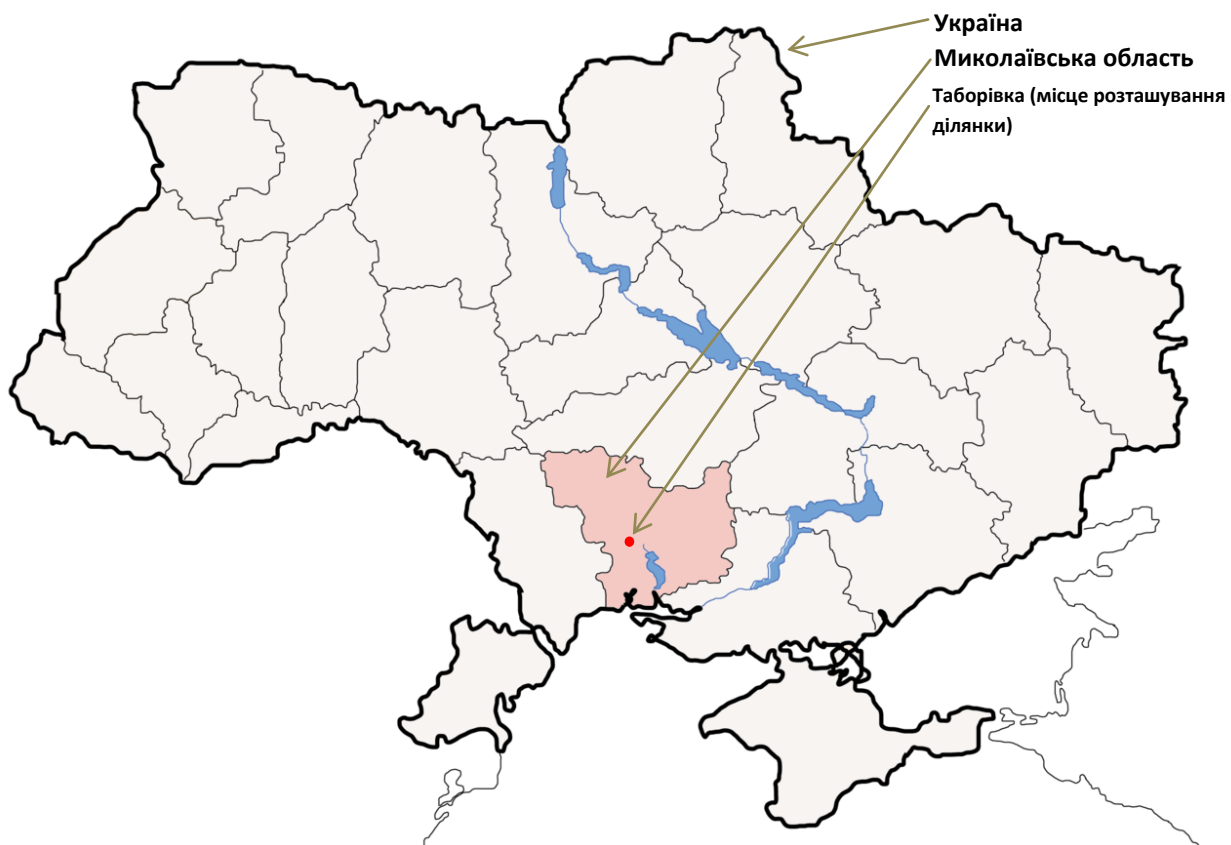 Україна
Миколаївська область
Таборівка (місце розташування
ділянки)